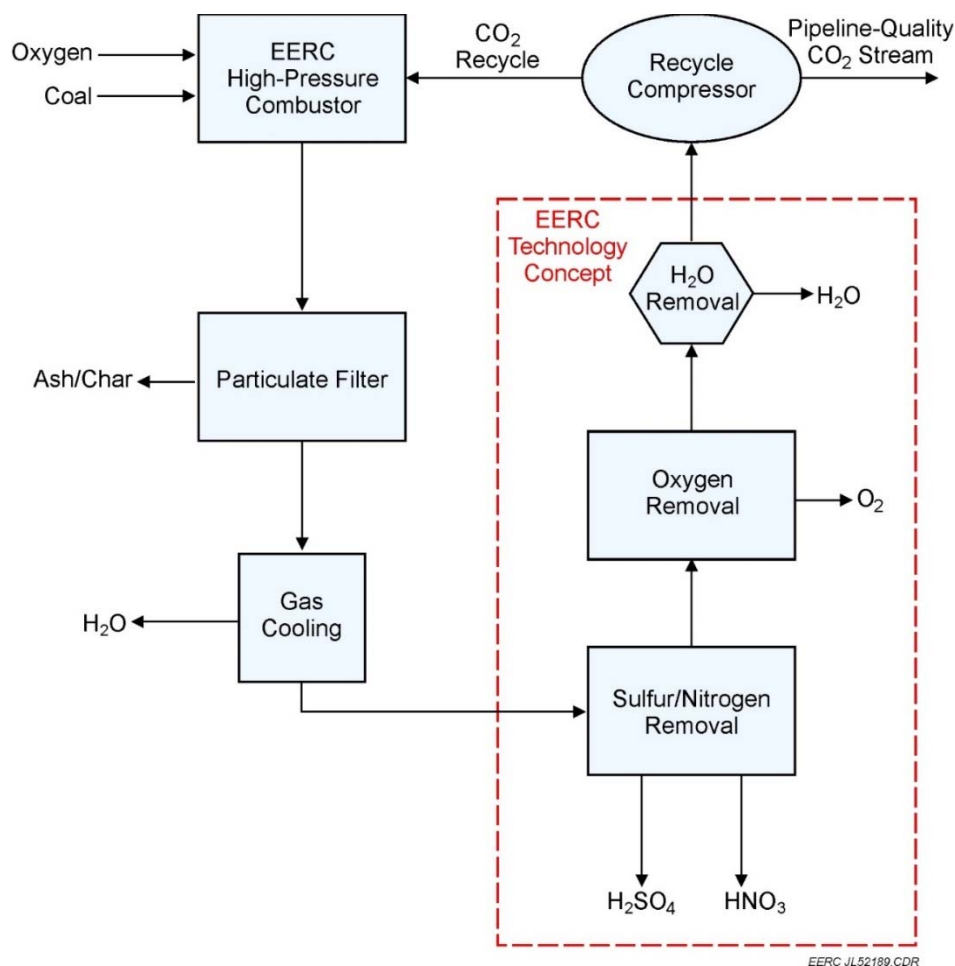 Oxygen
Coal
EERC
High-Pressure
Combustor
CO₂
Recycle
Recycle
Compressor
Pipeline-Quality
CO₂ Stream
EERC
Technology
Concept
H₂O
Removal
H₂O
Ash/Char
Particulate Filter
Oxygen
Removal
O₂
H₂O
Gas
Cooling
Sulfur/Nitrogen
Removal
H₂SO₄
HNO₃
EERC JL52189.CDR